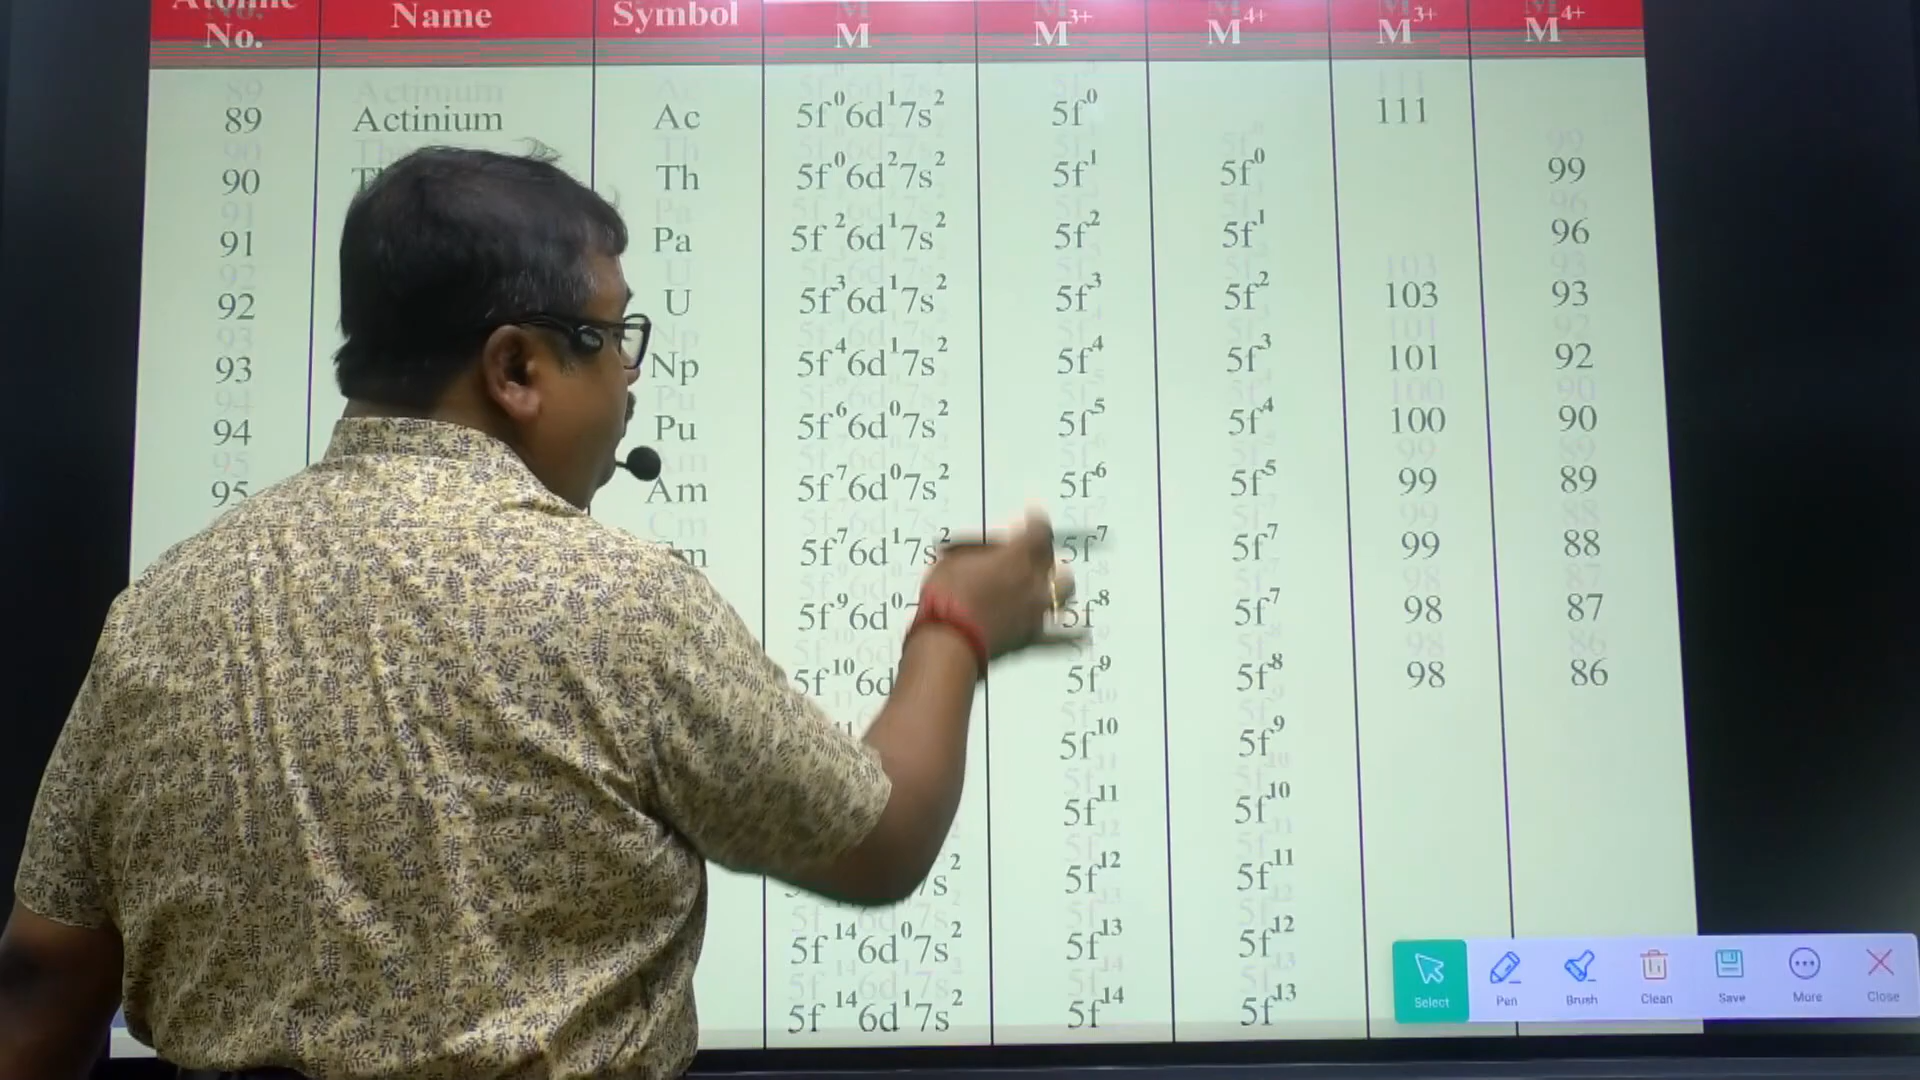 Atomic No. Name Symbol M M³⁺ M⁴⁺ M³⁺ M⁴⁺
89 Actinium Ac 5f⁰6d¹7s² 5f⁰ 111
90 Th 5f⁰6d²7s² 5f¹ 5f⁰ 99
91 Pa 5f²6d¹7s² 5f² 5f¹ 96
92 U 5f³6d¹7s² 5f³ 5f² 103 93
93 Np 5f⁴6d¹7s² 5f⁴ 5f³ 101 92
94 Pu 5f⁶6d⁰7s² 5f⁵ 5f⁴ 100 90
95 Am 5f⁷6d⁰7s² 5f⁶ 5f⁵ 99 89
5f⁷6d¹7s² 5f⁷ 5f⁷ 99 88
5f⁹6d⁰ 5f⁸ 5f⁷ 98 87
5f¹⁰6d 5f⁹ 5f⁸ 98 86
5f¹⁰ 5f⁹
5f¹¹ 5f¹⁰
7s² 5f¹² 5f¹¹
5f¹⁴6d⁰7s² 5f¹³ 5f¹²
5f¹⁴6d¹7s² 5f¹⁴ 5f¹³
Select Pen Brush Clean Save More Close